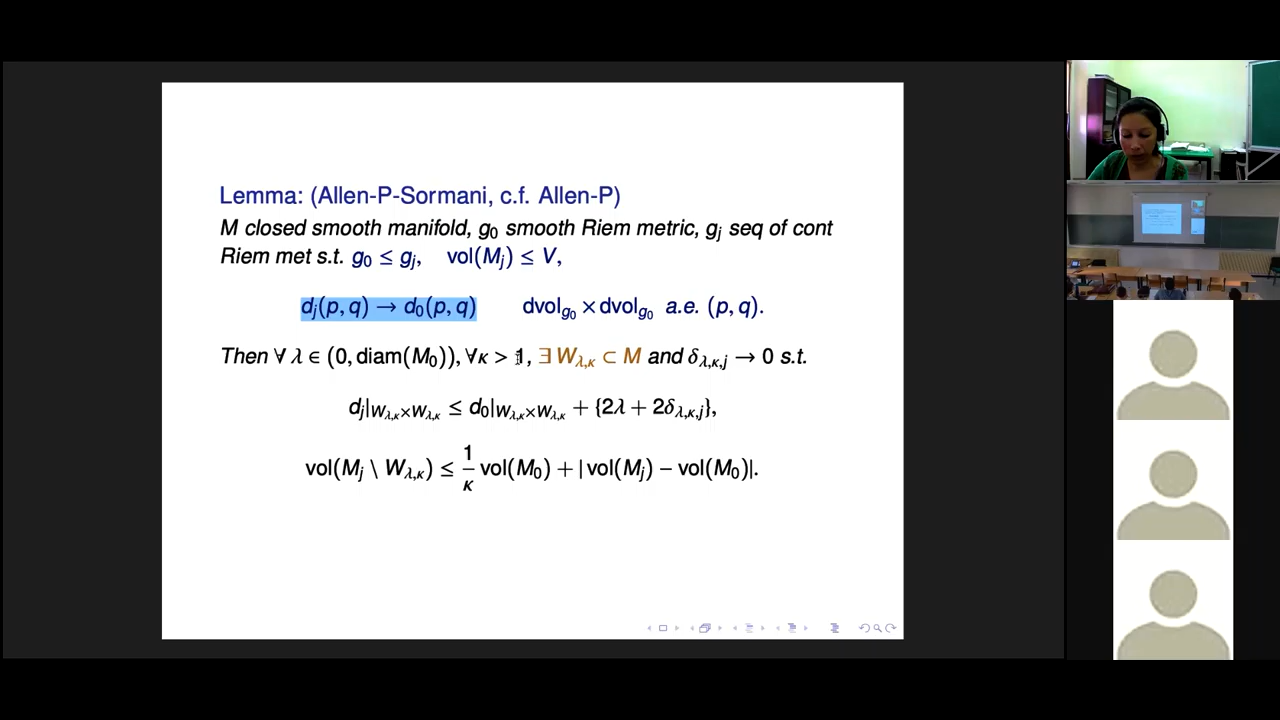 Lemma: (Allen-P-Sormani, c.f. Allen-P)
M closed smooth manifold, g₀ smooth Riem metric, gⱼ seq of cont
Riem met s.t. g₀ ≤ gⱼ, vol(Mⱼ) ≤ V,
dⱼ(p, q) → d₀(p, q) dvol_{g₀} × dvol_{g₀} a.e. (p, q).
Then ∀ λ ∈ (0, diam(M₀)), ∀κ > 1, ∃ W_{λ,κ} ⊂ M and δ_{λ,κ,j} → 0 s.t.
dⱼ|_{W_{λ,κ}×W_{λ,κ}} ≤ d₀|_{W_{λ,κ}×W_{λ,κ}} + {2λ + 2δ_{λ,κ,j}},
vol(Mⱼ \ W_{λ,κ}) ≤ 1/κ vol(M₀) + | vol(Mⱼ) − vol(M₀)|.